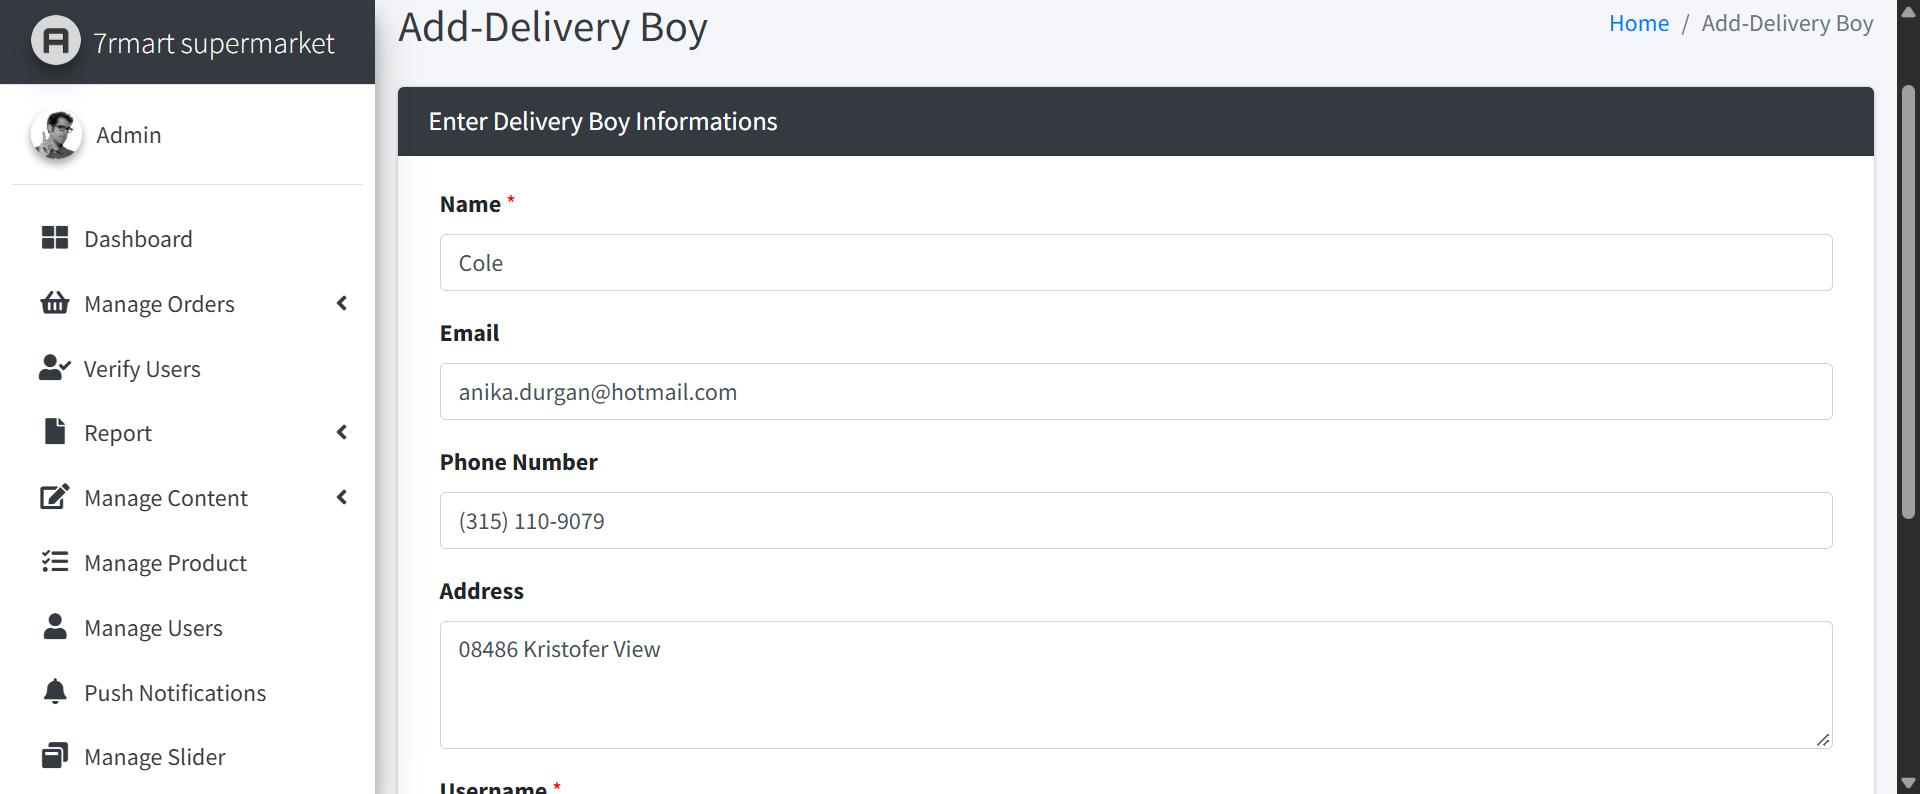 7rmart supermarket
Admin
Dashboard
Manage Orders
Verify Users
Report
Manage Content
Manage Product
Manage Users
Push Notifications
Manage Slider
Add-Delivery Boy
Home / Add-Delivery Boy
Enter Delivery Boy Informations
Name *
Cole
Email
anika.durgan@hotmail.com
Phone Number
(315) 110-9079
Address
08486 Kristofer View
Username *